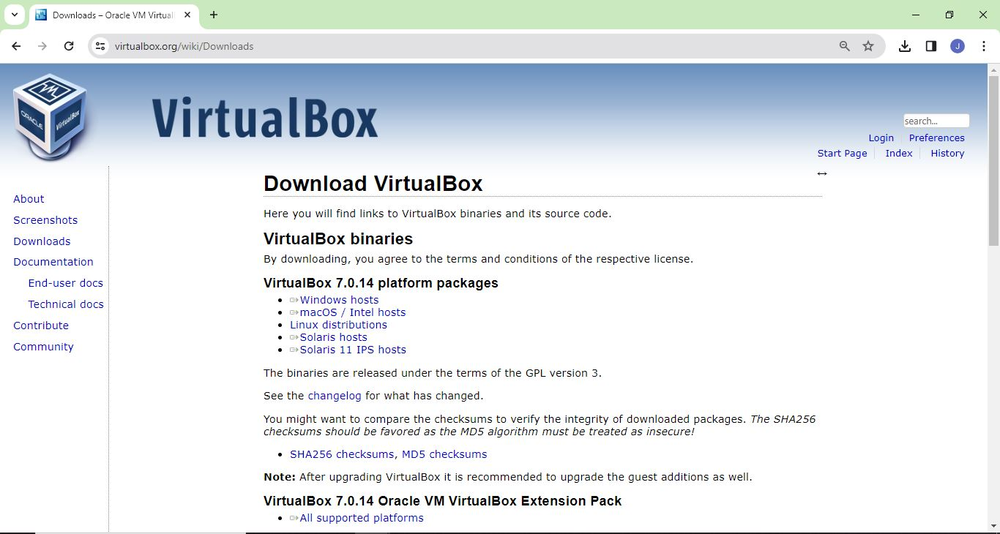 Downloads – Oracle VM Virtual
virtualbox.org/wiki/Downloads
J
ORACLE
VirtualBox
VirtualBox
search...
Login
Preferences
Start Page
Index
History
About
Screenshots
Downloads
Documentation
End-user docs
Technical docs
Contribute
Community
Download VirtualBox
Here you will find links to VirtualBox binaries and its source code.
VirtualBox binaries
By downloading, you agree to the terms and conditions of the respective license.
VirtualBox 7.0.14 platform packages
Windows hosts
macOS / Intel hosts
Linux distributions
Solaris hosts
Solaris 11 IPS hosts
The binaries are released under the terms of the GPL version 3.
See the changelog for what has changed.
You might want to compare the checksums to verify the integrity of downloaded packages. The SHA256
checksums should be favored as the MD5 algorithm must be treated as insecure!
SHA256 checksums, MD5 checksums
Note: After upgrading VirtualBox it is recommended to upgrade the guest additions as well.
VirtualBox 7.0.14 Oracle VM VirtualBox Extension Pack
All supported platforms